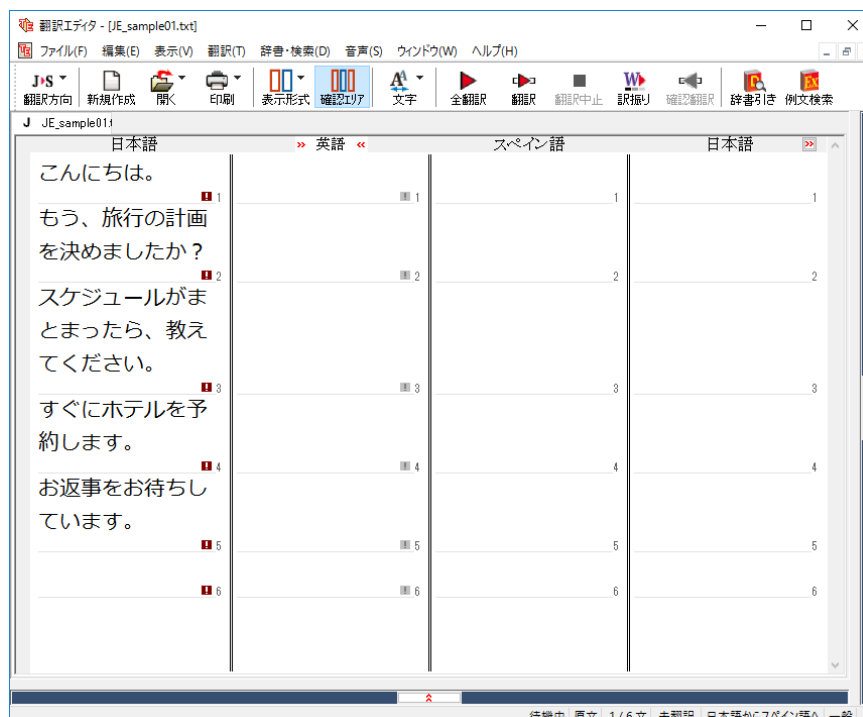 翻訳エディタ - [JE_sample01.txt]
ファイル(F) 編集(E) 表示(V) 翻訳(T) 辞書・検索(D) 音声(S) ウィンドウ(W) ヘルプ(H)
J▸S
翻訳方向 新規作成 開く 印刷 表示形式 確認エリア 文字 全翻訳 翻訳 翻訳中止 訳振り 確認翻訳 辞書引き 例文検索
J JE_sample01.t
日本語 » 英語 « スペイン語 日本語 »
こんにちは。
1 1 1 1
もう、旅行の計画
を決めましたか？
2 2 2 2
スケジュールがま
とまったら、教え
てください。
3 3 3 3
すぐにホテルを予
約します。
4 4 4 4
お返事をお待ちし
ています。
5 5 5 5
6 6 6 6
待機中 原文 1 / 6 文 未翻訳 日本語からスペイン語へ 一般